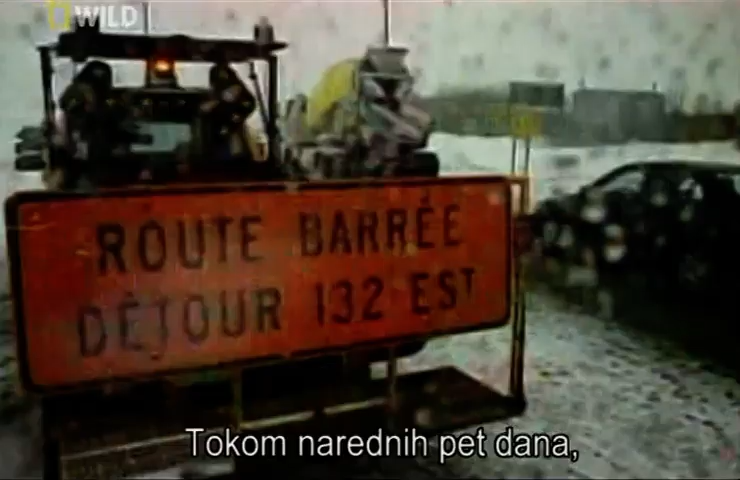 WILD
ROUTE BARRÉE
DÉTOUR 132 EST
Tokom narednih pet dana,